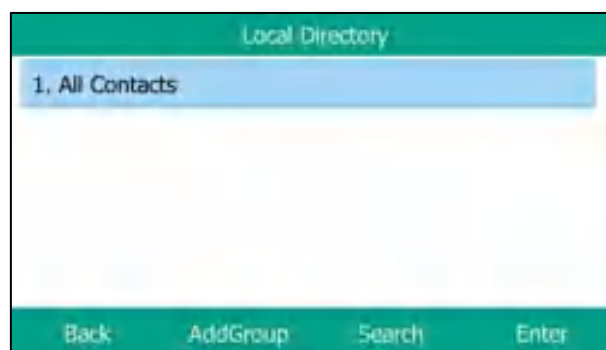 Local Directory
1. All Contacts
Back AddGroup Search Enter